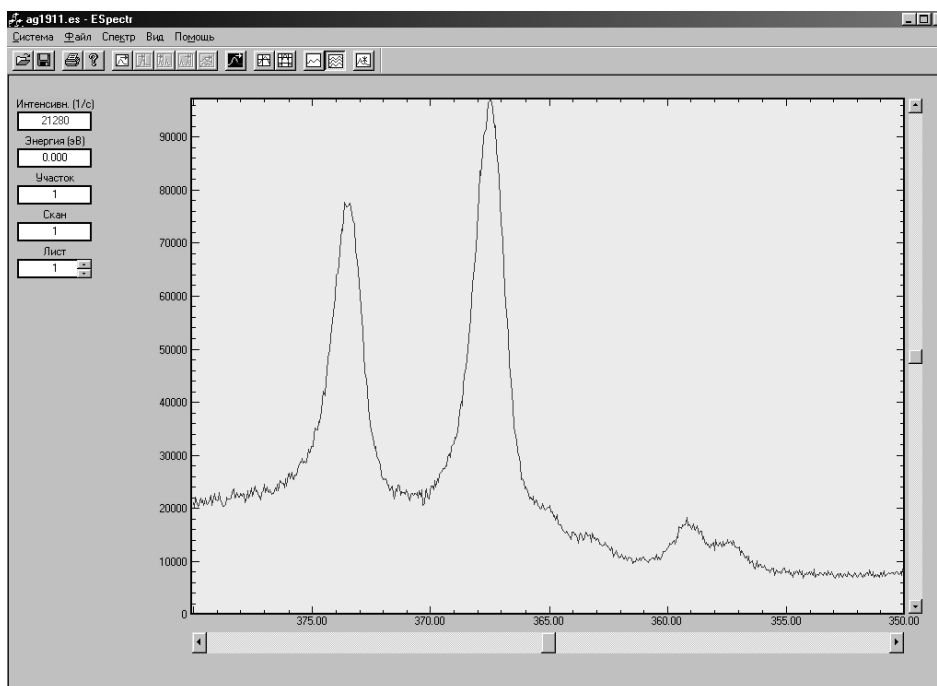 ag1911.es - ESpectr
Система Файл Спектр Вид Помощь
Интенсивн. (1/с)
21280
Энергия (эВ)
0.000
Участок
1
Скан
1
Лист
1
90000
80000
70000
60000
50000
40000
30000
20000
10000
0
375.00 370.00 365.00 360.00 355.00 350.00